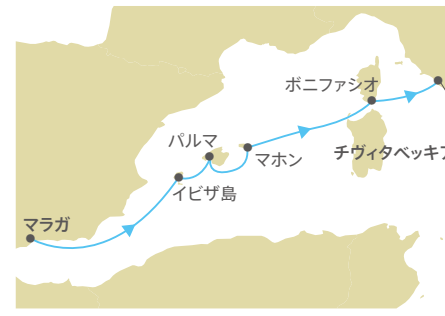 ボニファシオ
パルマ
マホン
チヴィタベッキア
イビザ島
マラガ